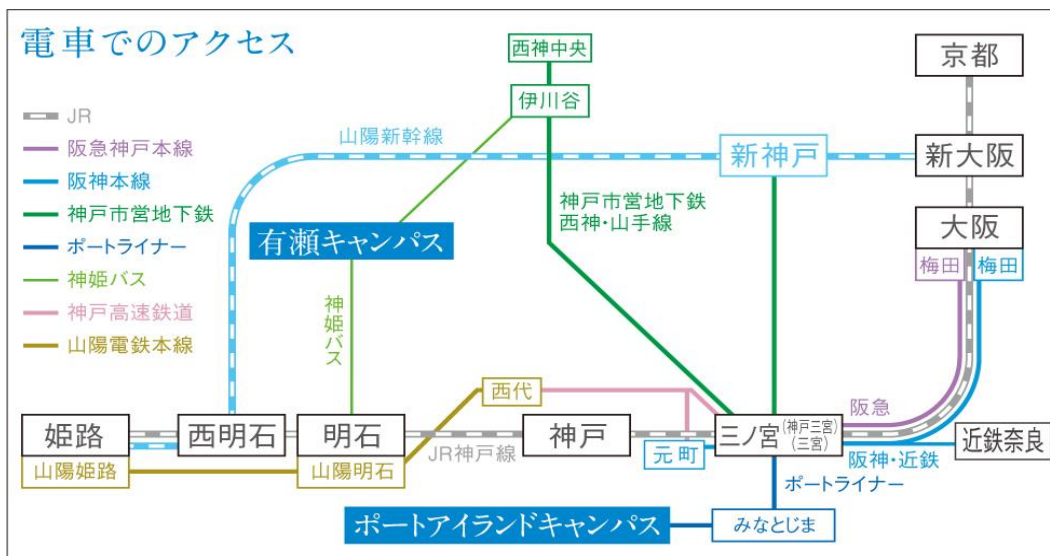 電車でのアクセス
JR
阪急神戸本線
阪神本線
神戸市営地下鉄
ポートライナー
神姫バス
神戸高速鉄道
山陽電鉄本線
西神中央
伊川谷
山陽新幹線
新神戸
京都
新大阪
大阪
梅田
梅田
神戸市営地下鉄
西神・山手線
有瀬キャンパス
神姫バス
西代
阪急
姫路
山陽姫路
西明石
明石
山陽明石
JR神戸線
神戸
元町
三ノ宮
(神戸三宮)
(三宮)
阪神・近鉄
近鉄奈良
ポートライナー
ポートアイランドキャンパス
みなとじま